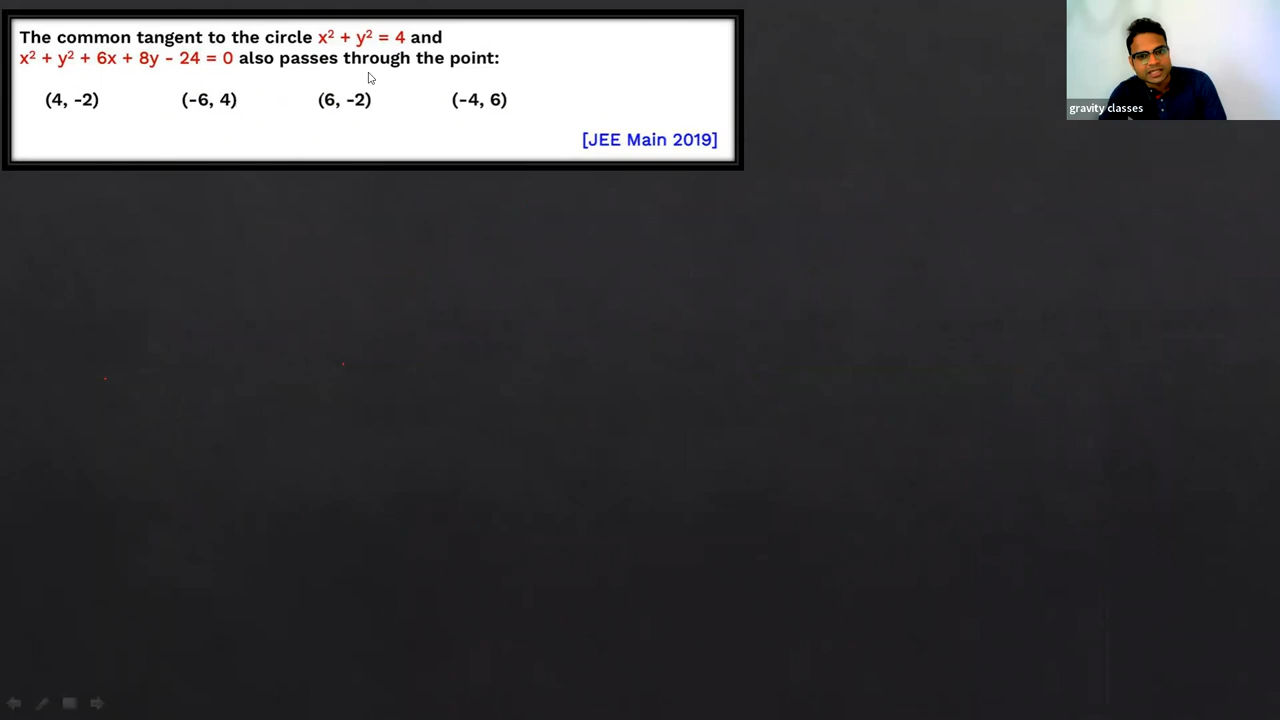 The common tangent to the circle x² + y² = 4 and
x² + y² + 6x + 8y - 24 = 0 also passes through the point:
(4, -2) (-6, 4) (6, -2) (-4, 6)
[JEE Main 2019]
gravity classes